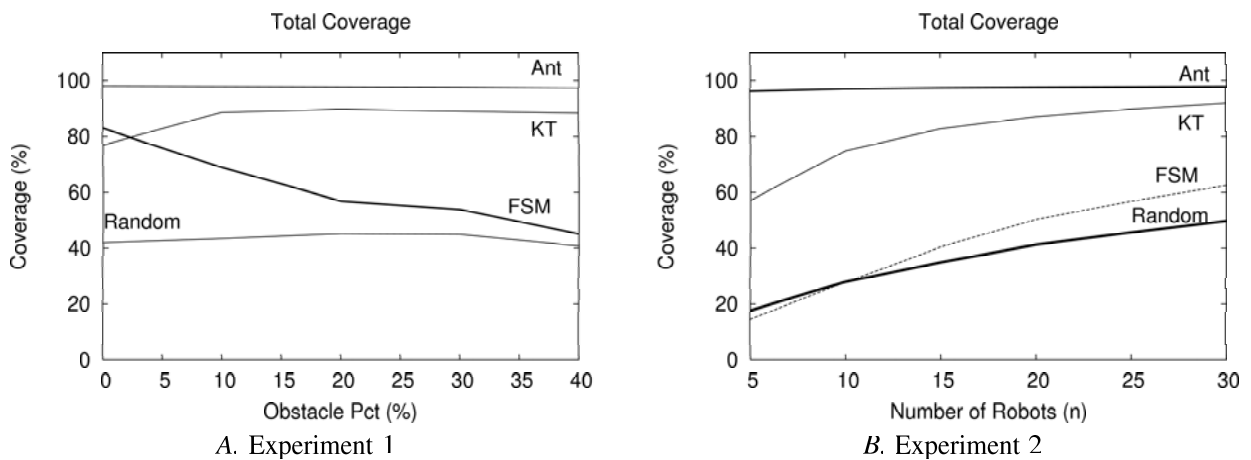 Total Coverage
100
80
60
40
20
0
Coverage (%)
Ant
KT
FSM
Random
0 5 10 15 20 25 30 35 40
Obstacle Pct (%)
A. Experiment 1
Total Coverage
100
80
60
40
20
0
Coverage (%)
Ant
KT
FSM
Random
5 10 15 20 25 30
Number of Robots (n)
B. Experiment 2